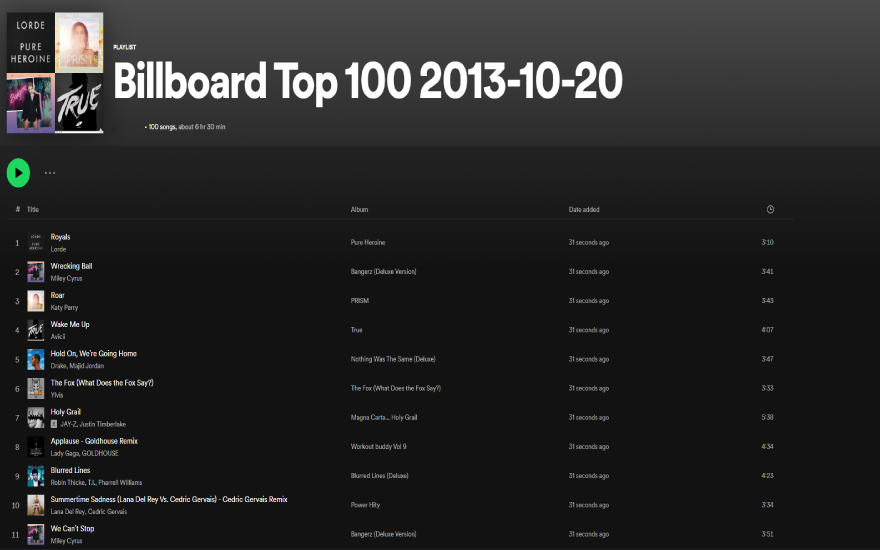 LORDE
PURE
HEROINE
PRISM
TRUE
PLAYLIST
Billboard Top 100 2013-10-20
• 100 songs, about 6 hr 30 min
# Title Album Date added
1 Royals Pure Heroine 31 seconds ago 3:10
Lorde
2 Wrecking Ball Bangerz (Deluxe Version) 31 seconds ago 3:41
Miley Cyrus
3 Roar PRISM 31 seconds ago 3:43
Katy Perry
4 Wake Me Up True 31 seconds ago 4:07
Avicii
5 Hold On, We're Going Home Nothing Was The Same (Deluxe) 31 seconds ago 3:47
Drake, Majid Jordan
6 The Fox (What Does the Fox Say?) The Fox (What Does the Fox Say?) 31 seconds ago 3:33
Ylvis
7 Holy Grail Magna Carta... Holy Grail 31 seconds ago 5:38
E JAY-Z, Justin Timberlake
8 Applause - Goldhouse Remix Workout buddy Vol 9 31 seconds ago 4:34
Lady Gaga, GOLDHOUSE
9 Blurred Lines Blurred Lines (Deluxe) 31 seconds ago 4:23
Robin Thicke, T.I., Pharrell Williams
10 Summertime Sadness (Lana Del Rey Vs. Cedric Gervais) - Cedric Gervais Remix Power Hity 31 seconds ago 3:34
Lana Del Rey, Cedric Gervais
11 We Can't Stop Bangerz (Deluxe Version) 31 seconds ago 3:51
Miley Cyrus